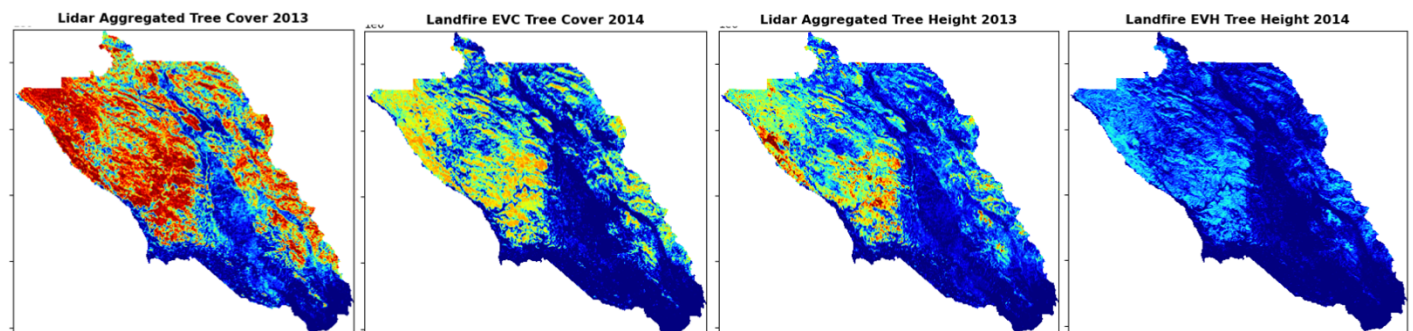 Lidar Aggregated Tree Cover 2013
Landfire EVC Tree Cover 2014
Lidar Aggregated Tree Height 2013
Landfire EVH Tree Height 2014